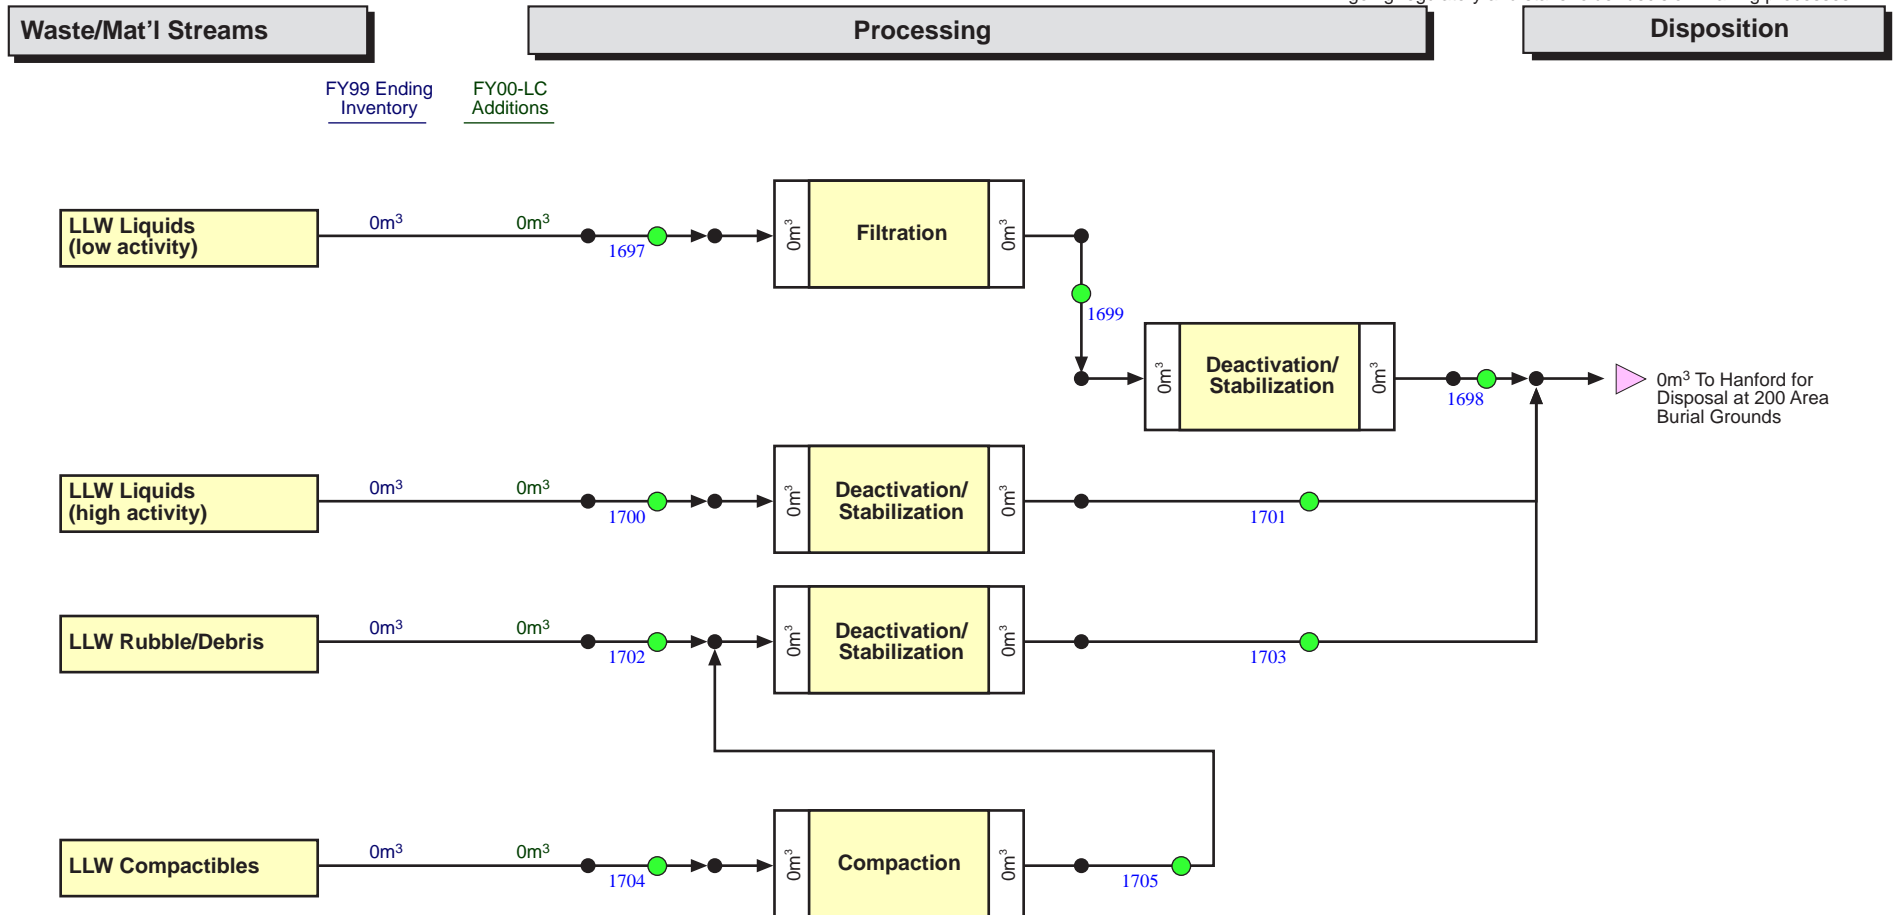 Waste/Mat'l Streams
Processing
Disposition
FY99 Ending
Inventory
FY00-LC
Additions
LLW Liquids
(low activity)
0m³
0m³
1697
0m³
Filtration
0m³
1699
0m³
Deactivation/
Stabilization
0m³
1698
0m³ To Hanford for
Disposal at 200 Area
Burial Grounds
LLW Liquids
(high activity)
0m³
0m³
1700
0m³
Deactivation/
Stabilization
0m³
1701
LLW Rubble/Debris
0m³
0m³
1702
0m³
Deactivation/
Stabilization
0m³
1703
LLW Compactibles
0m³
0m³
1704
0m³
Compaction
0m³
1705